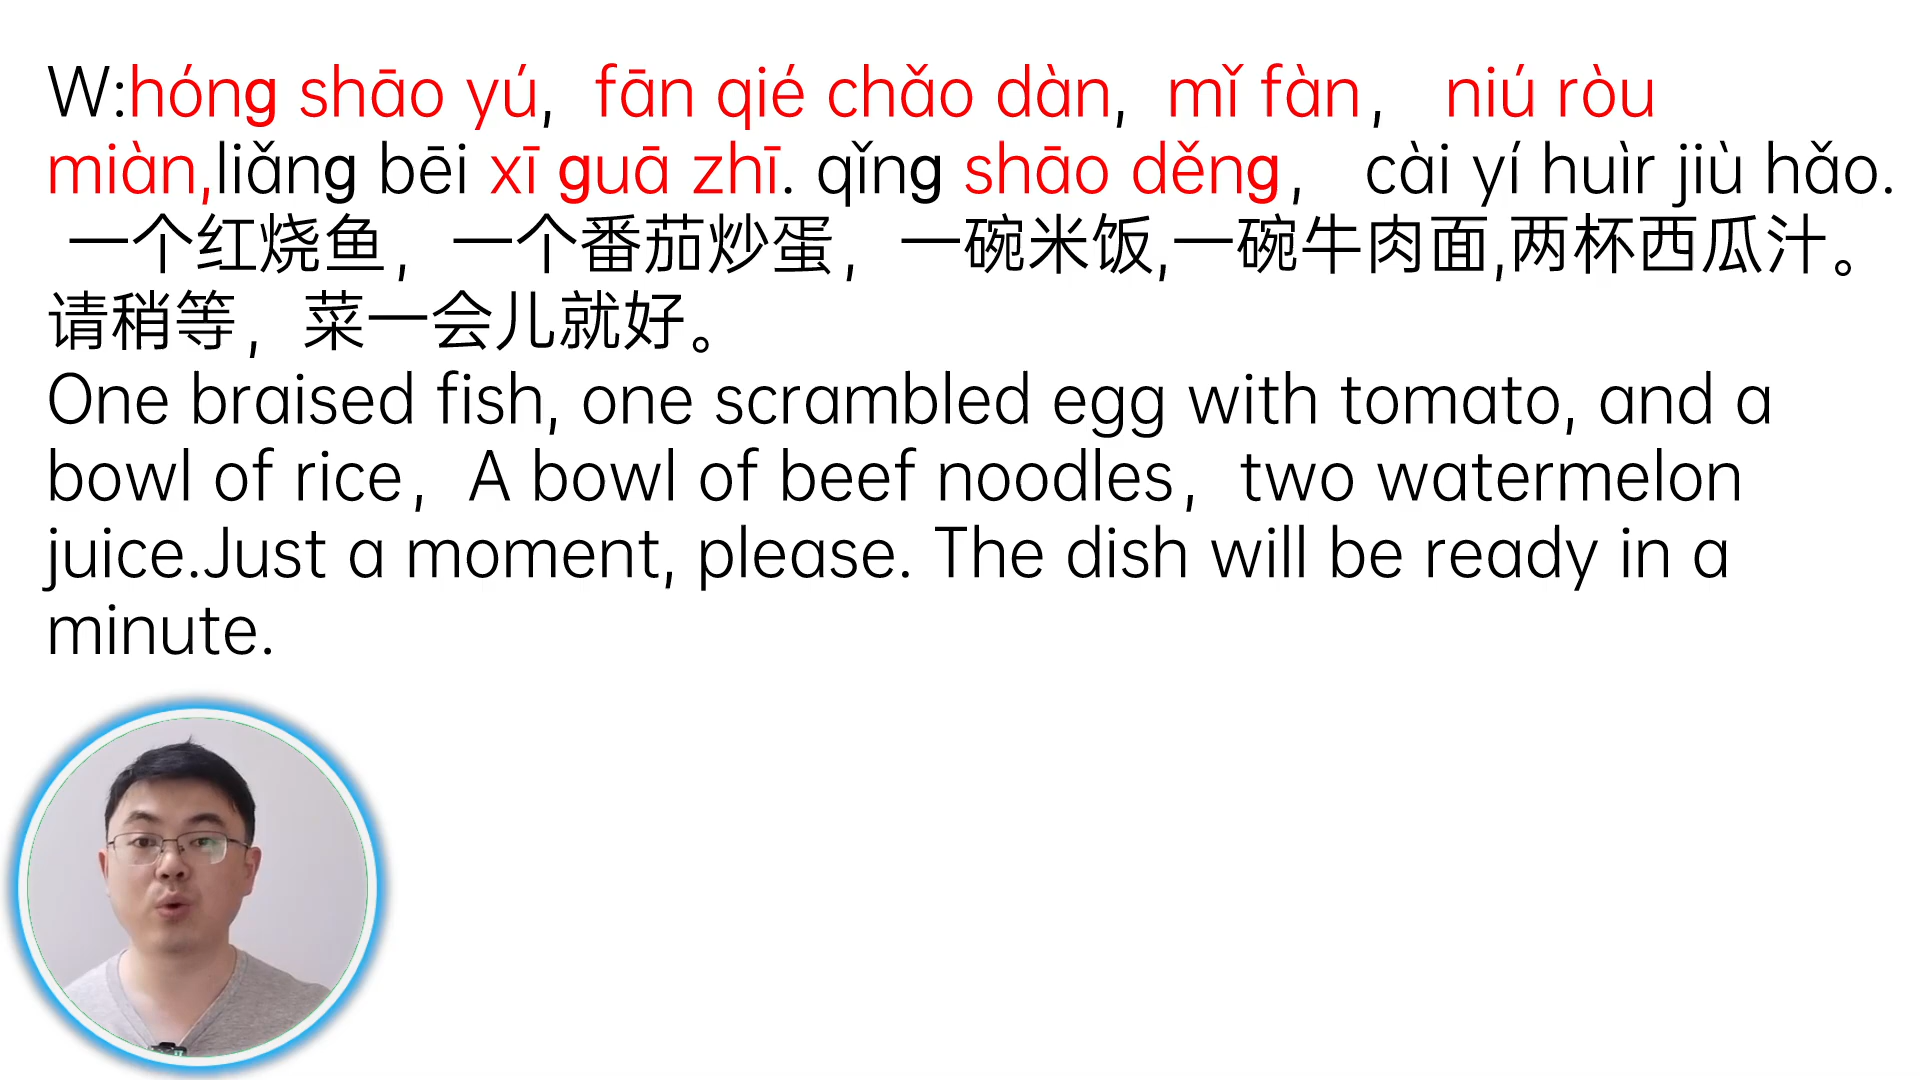 W:hóng shāo yú,  fān qié chǎo dàn,  mǐ fàn,   niú ròu
miàn,liǎng bēi xī guā zhī. qǐng shāo děng,   cài yí huìr jiù hǎo.
一个红烧鱼，一个番茄炒蛋，一碗米饭,一碗牛肉面,两杯西瓜汁。
请稍等，菜一会儿就好。
One braised fish, one scrambled egg with tomato, and a
bowl of rice，A bowl of beef noodles，two watermelon
juice.Just a moment, please. The dish will be ready in a
minute.